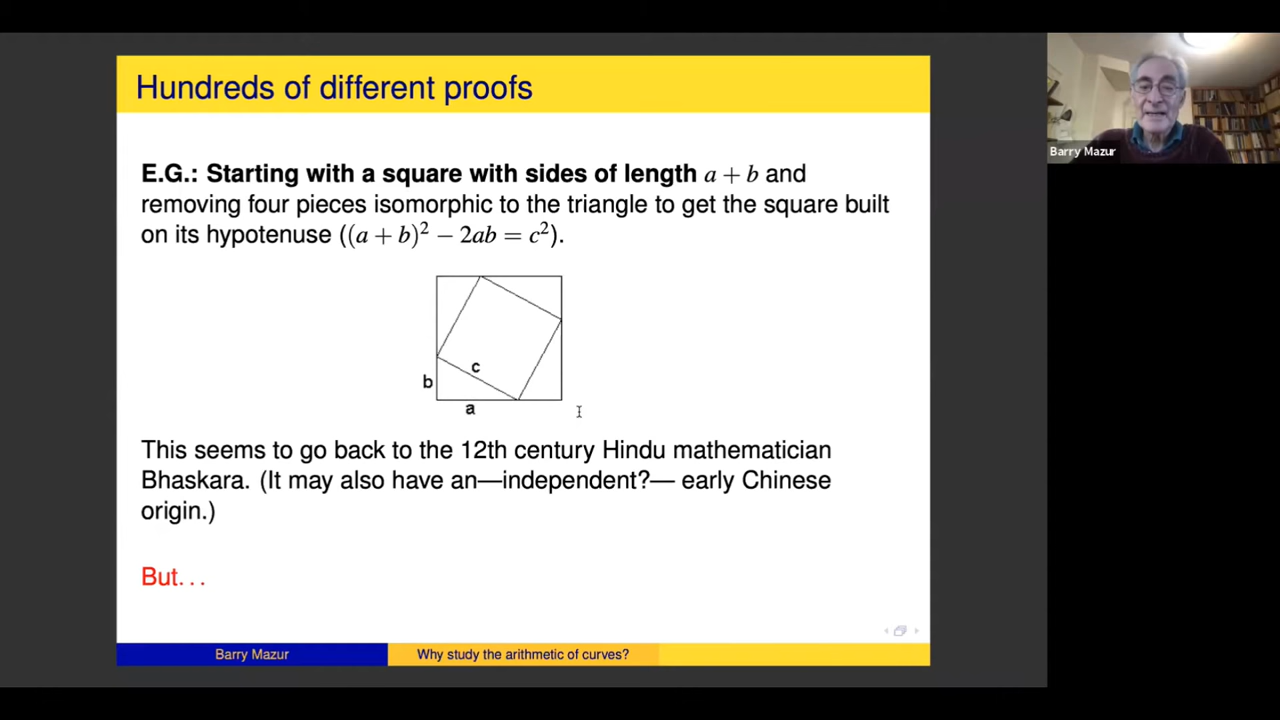 Hundreds of different proofs
E.G.: Starting with a square with sides of length a + b and
removing four pieces isomorphic to the triangle to get the square built
on its hypotenuse ((a + b)² − 2ab = c²).
c
b
a
This seems to go back to the 12th century Hindu mathematician
Bhaskara. (It may also have an—independent?— early Chinese
origin.)
But...
Barry Mazur
Why study the arithmetic of curves?
Barry Mazur